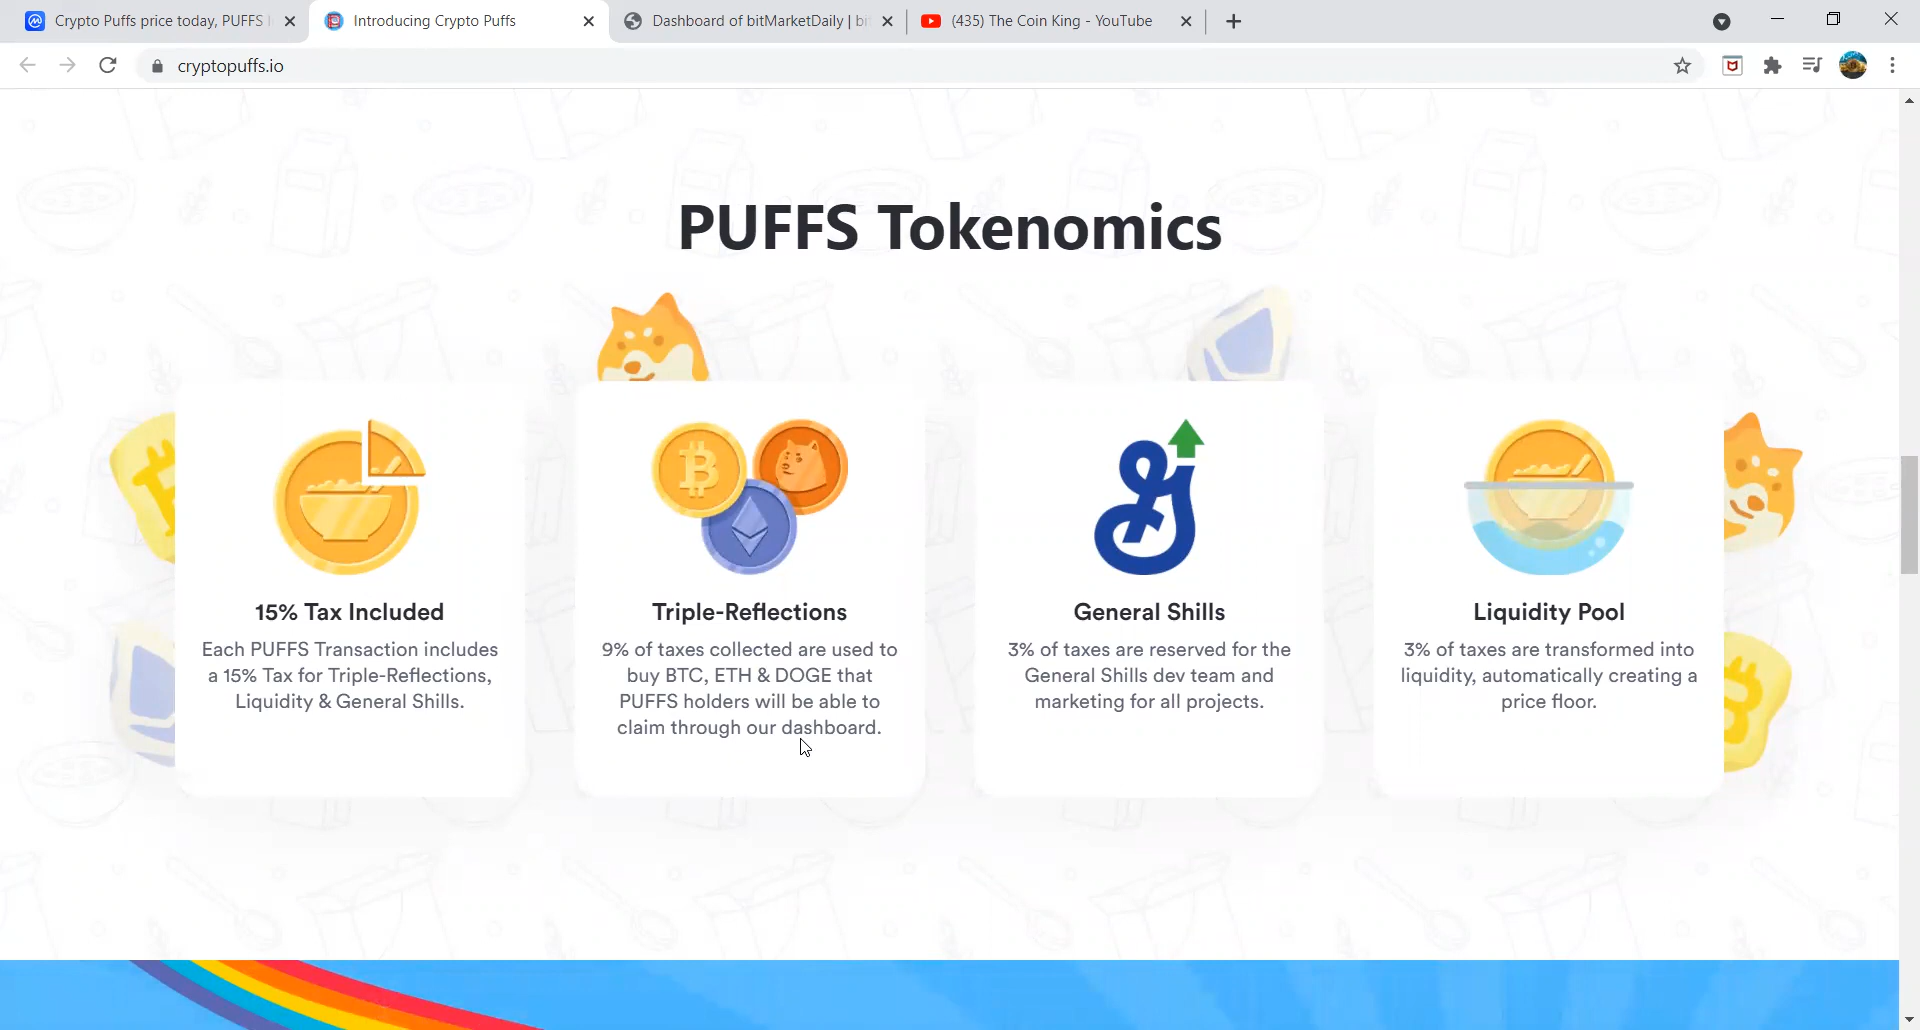 Crypto Puffs price today, PUFFS
Introducing Crypto Puffs
Dashboard of bitMarketDaily | bi
(435) The Coin King - YouTube
cryptopuffs.io
PUFFS Tokenomics
15% Tax Included
Each PUFFS Transaction includes
a 15% Tax for Triple-Reflections,
Liquidity & General Shills.
Triple-Reflections
9% of taxes collected are used to
buy BTC, ETH & DOGE that
PUFFS holders will be able to
claim through our dashboard.
General Shills
3% of taxes are reserved for the
General Shills dev team and
marketing for all projects.
Liquidity Pool
3% of taxes are transformed into
liquidity, automatically creating a
price floor.